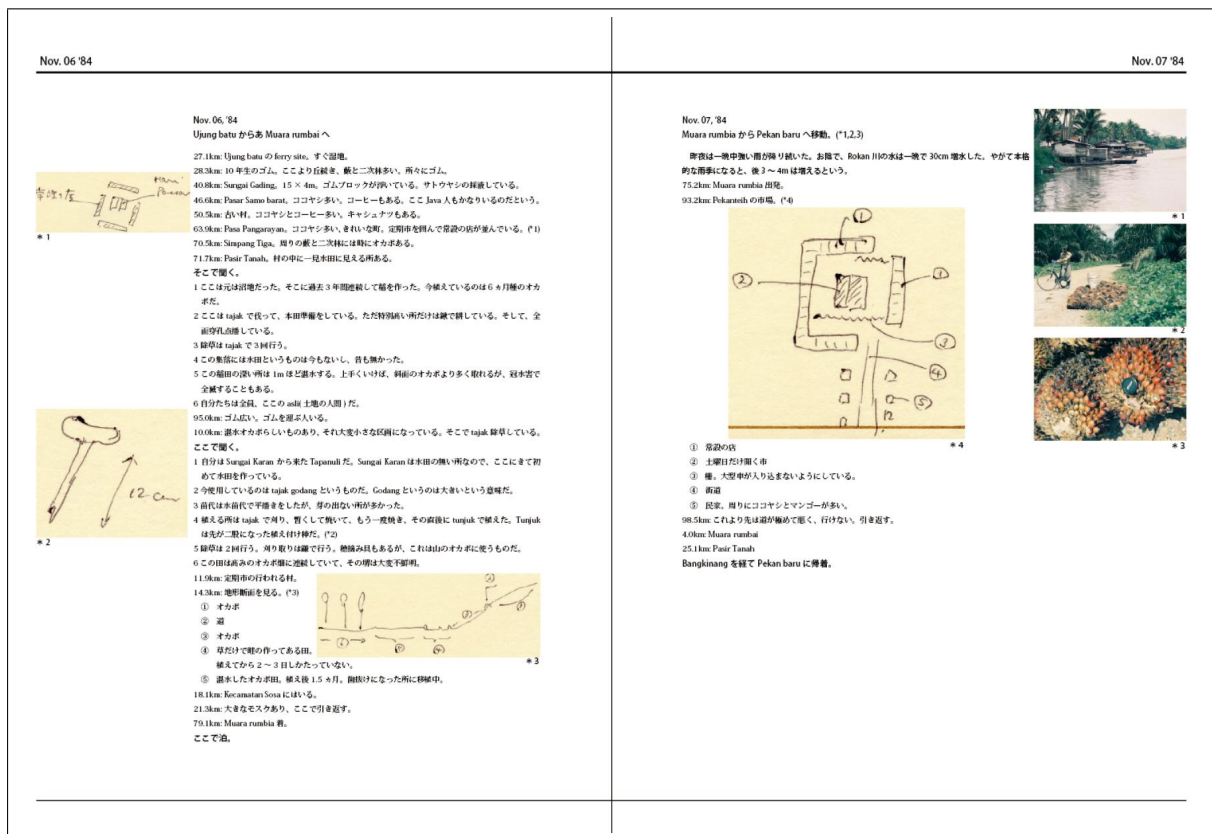 Nov. 06 '84
Nov. 06, '84
Ujung batu からあ Muara rumbai へ
27.1km: Ujung batu の ferry site。すぐ湿地。
28.3km: 10 年生のゴム。ここより丘続き、藪と二次林多い。所々にゴム。
40.8km: Sungai Gading。15 × 4m。ゴムブロックが浮いている。サトウヤシの採液している。
46.6km: Pasar Samo barat。ココヤシ多い。コーヒーもある。ここ Java 人もかなりいるのだという。
50.5km: 古い村。ココヤシとコーヒー多い。キャシュナツもある。
63.9km: Pasa Pangarayan。ココヤシ多い、きれいな町。定期市を囲んで常設の店が並んでいる。(*1)
70.5km: Simpang Tiga。周りの藪と二次林には時にオカボある。
71.7km: Pasir Tanah。村の中に一見水田に見える所ある。
そこで聞く。
1 ここは元は沼地だった。そこに過去 3 年間連続して稲を作った。今植えているのは 6 ヵ月種のオカ
ボだ。
2 ここは tajak で伐って、本田準備をしている。ただ特別高い所だけは鍬で耕している。そして、全
面穿孔点播している。
3 除草は tajak で 3 回行う。
4 この集落には水田というものは今もないし、昔も無かった。
5 この稲田の深い所は 1m ほど湛水する。上手くいけば、斜面のオカボより多く取れるが、冠水害で
全滅することもある。
6 自分たちは全員、ここの asli( 土地の人間 ) だ。
95.0km: ゴム広い。ゴムを運ぶ人いる。
10.0km: 湛水オカボらしいものあり、それ大変小さな区画になっている。そこで tajak 除草している。
ここで聞く。
1 自分は Sungai Karan から来た Tapanuli だ。Sungai Karan は水田の無い所なので、ここにきて初
めて水田を作っている。
2 今使用しているのは tajak godang というものだ。Godang というのは大きいという意味だ。
3 苗代は水苗代で平播きをしたが、芽の出ない所が多かった。
4 植える所は tajak で刈り、暫くして焼いて、もう一度焼き、その直後に tunjuk で植えた。Tunjuk
は先が二股になった植え付け棒だ。(*2)
5 除草は 2 回行う。刈り取りは鎌で行う。穂摘み具もあるが、これは山のオカボに使うものだ。
6 この田は高みのオカボ畑に連続していて、その堺は大変不鮮明。
11.9km: 定期市の行われる村。
14.3km: 地形断面を見る。(*3)
① オカボ
② 道
③ オカボ
④ 草だけで畦の作ってある田。
植えてから 2 ～ 3 日しかたっていない。
⑤ 湛水したオカボ田。植え後 1.5 ヵ月。歯抜けになった所に移植中。
18.1km: Kecamatan Sosa にはいる。
21.3km: 大きなモスクあり、ここで引き返す。
79.1km: Muara rumbia 着。
ここで泊。
常設の店
Hari
Passar
* 1
12 cm
* 2
* 3
Nov. 07 '84
Nov. 07, '84
Muara rumbia から Pekan baru へ移動。(*1,2,3)
昨夜は一晩中強い雨が降り続いた。お陰で、Rokan 川の水は一晩で 30cm 増水した。やがて本格
的な雨季になると、後 3 ～ 4m は増えるという。
75.2km: Muara rumbia 出発。
93.2km: Pekanteih の市場。(*4)
①
②
①
③
④
⑤
* 4
① 常設の店
② 土曜日だけ開く市
③ 柵。大型車が入り込まないようにしている。
④ 街道
⑤ 民家。周りにココヤシとマンゴーが多い。
98.5km: これより先は道が極めて悪く、行けない。引き返す。
4.0km: Muara rumbai
25.1km: Pasir Tanah
Bangkinang を経て Pekan baru に帰着。
* 1
* 2
* 3